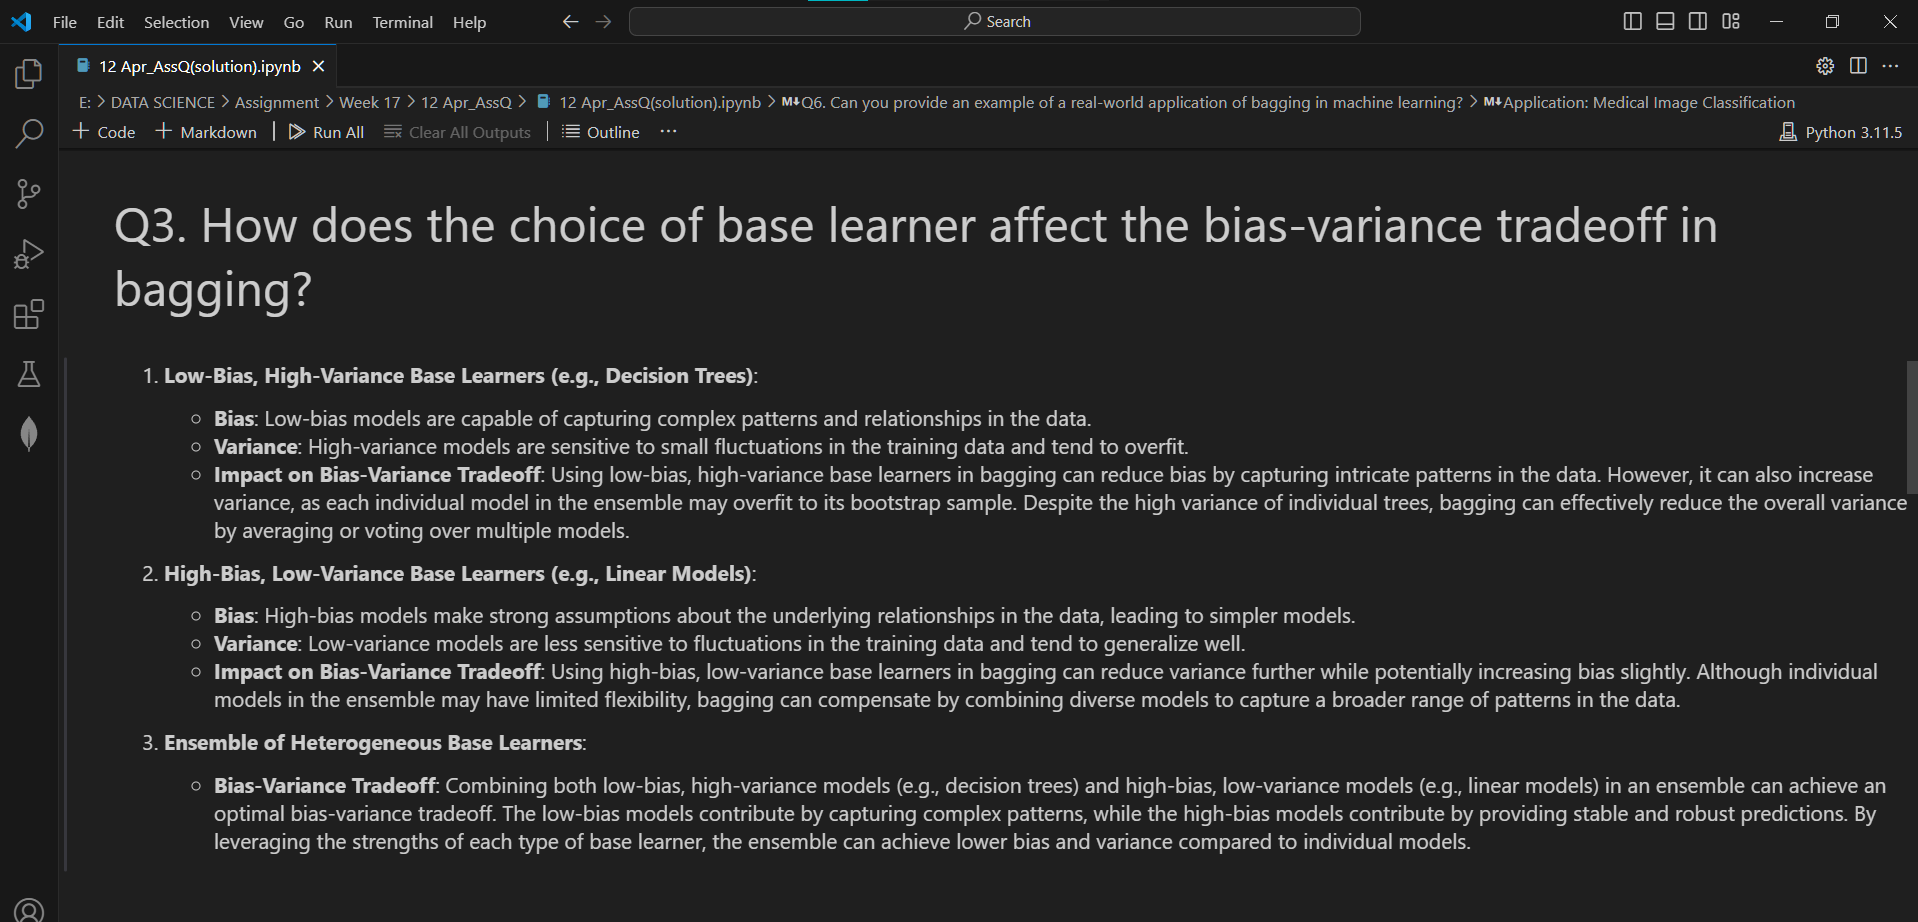 File Edit Selection View Go Run Terminal Help
Search
12 Apr_AssQ(solution).ipynb
E: > DATA SCIENCE > Assignment > Week 17 > 12 Apr_AssQ > 12 Apr_AssQ(solution).ipynb > M↓Q6. Can you provide an example of a real-world application of bagging in machine learning? > M↓Application: Medical Image Classification
+ Code + Markdown Run All Clear All Outputs Outline ...
Python 3.11.5
Q3. How does the choice of base learner affect the bias-variance tradeoff in
bagging?
1. Low-Bias, High-Variance Base Learners (e.g., Decision Trees):
Bias: Low-bias models are capable of capturing complex patterns and relationships in the data.
Variance: High-variance models are sensitive to small fluctuations in the training data and tend to overfit.
Impact on Bias-Variance Tradeoff: Using low-bias, high-variance base learners in bagging can reduce bias by capturing intricate patterns in the data. However, it can also increase
variance, as each individual model in the ensemble may overfit to its bootstrap sample. Despite the high variance of individual trees, bagging can effectively reduce the overall variance
by averaging or voting over multiple models.
2. High-Bias, Low-Variance Base Learners (e.g., Linear Models):
Bias: High-bias models make strong assumptions about the underlying relationships in the data, leading to simpler models.
Variance: Low-variance models are less sensitive to fluctuations in the training data and tend to generalize well.
Impact on Bias-Variance Tradeoff: Using high-bias, low-variance base learners in bagging can reduce variance further while potentially increasing bias slightly. Although individual
models in the ensemble may have limited flexibility, bagging can compensate by combining diverse models to capture a broader range of patterns in the data.
3. Ensemble of Heterogeneous Base Learners:
Bias-Variance Tradeoff: Combining both low-bias, high-variance models (e.g., decision trees) and high-bias, low-variance models (e.g., linear models) in an ensemble can achieve an
optimal bias-variance tradeoff. The low-bias models contribute by capturing complex patterns, while the high-bias models contribute by providing stable and robust predictions. By
leveraging the strengths of each type of base learner, the ensemble can achieve lower bias and variance compared to individual models.